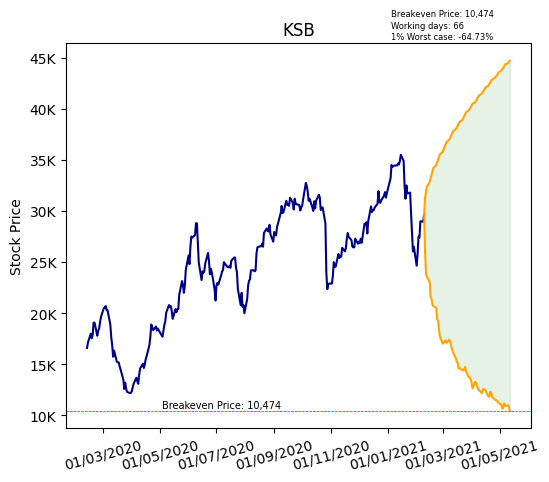 Breakeven Price: 10,474
Working days: 66
1% Worst case: -64.73%
KSB
Stock Price
45K
40K
35K
30K
25K
20K
15K
10K
Breakeven Price: 10,474
01/03/2020
01/05/2020
01/07/2020
01/09/2020
01/11/2020
01/01/2021
01/03/2021
01/05/2021